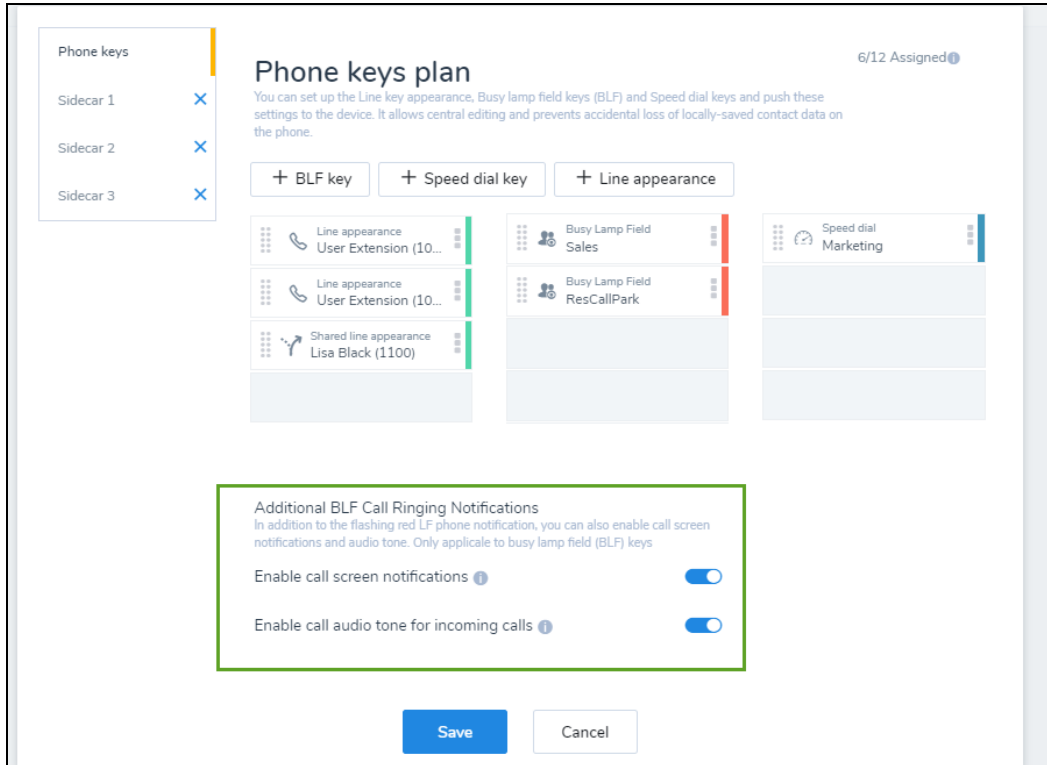 Phone keys
Sidecar 1
Sidecar 2
Sidecar 3
6/12 Assigned
Phone keys plan
You can set up the Line key appearance, Busy lamp field keys (BLF) and Speed dial keys and push these
settings to the device. It allows central editing and prevents accidental loss of locally-saved contact data on
the phone.
+ BLF key
+ Speed dial key
+ Line appearance
Line appearance
User Extension (10...
Line appearance
User Extension (10...
Shared line appearance
Lisa Black (1100)
Busy Lamp Field
Sales
Busy Lamp Field
ResCallPark
Speed dial
Marketing
Additional BLF Call Ringing Notifications
In addition to the flashing red LF phone notification, you can also enable call screen
notifications and audio tone. Only applicale to busy lamp field (BLF) keys
Enable call screen notifications
Enable call audio tone for incoming calls
Save
Cancel